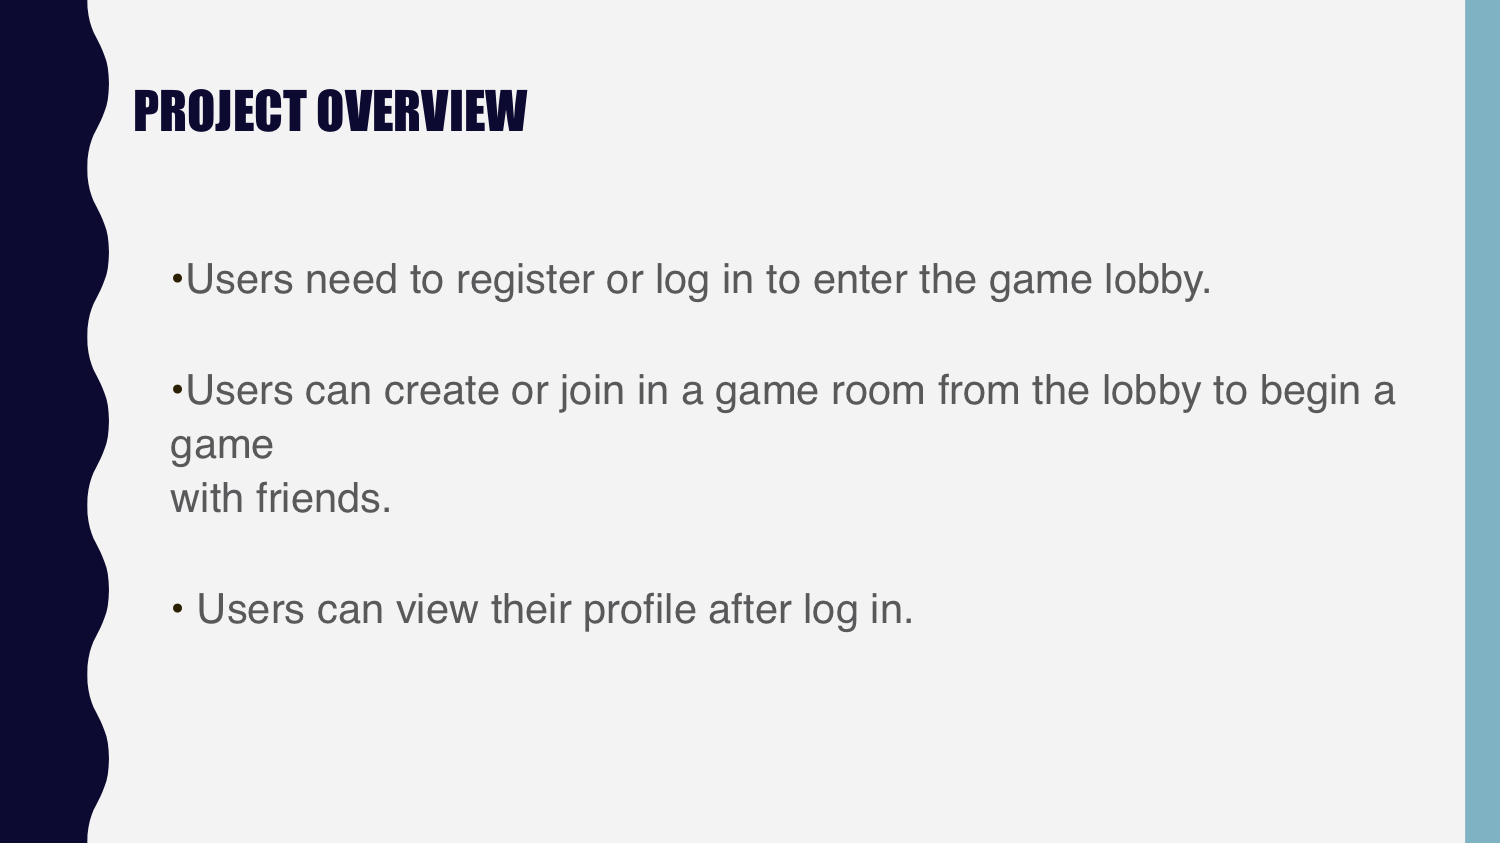 PROJECT OVERVIEW
•Users need to register or log in to enter the game lobby.
•Users can create or join in a game room from the lobby to begin a
game
with friends.
• Users can view their profile after log in.